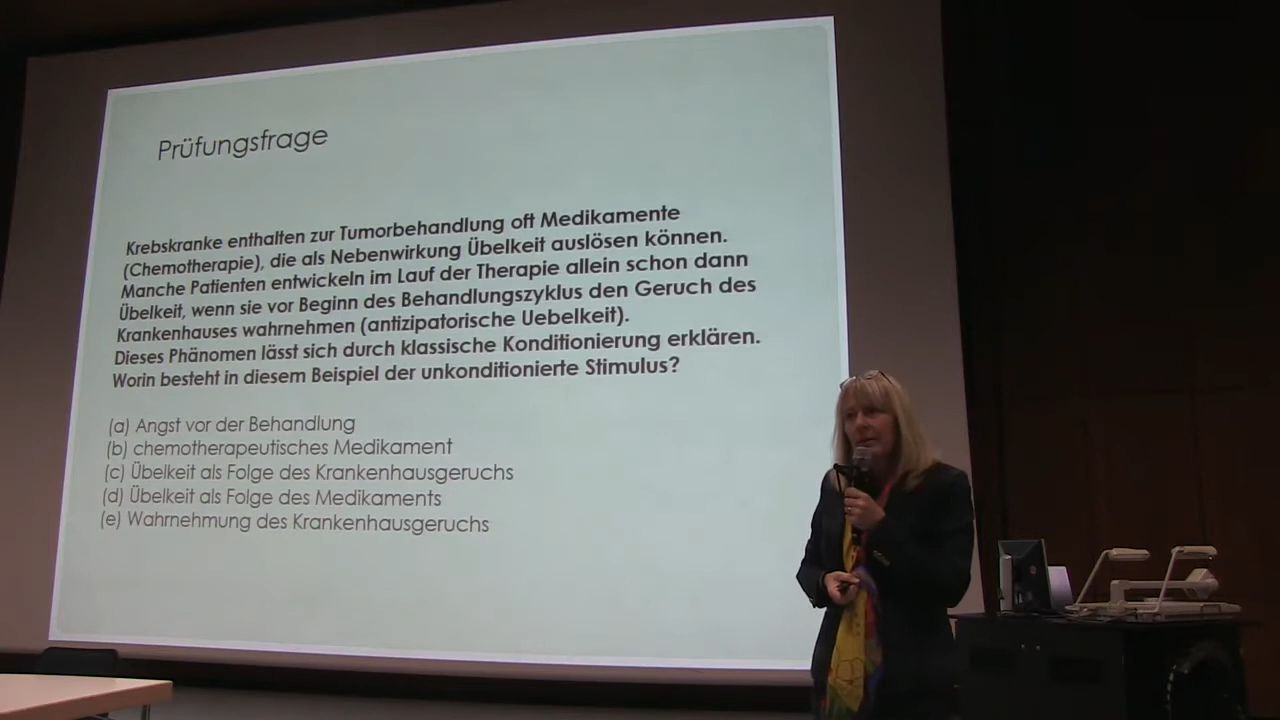 Prüfungsfrage
Krebskranke enthalten zur Tumorbehandlung oft Medikamente
(Chemotherapie), die als Nebenwirkung Übelkeit auslösen können.
Manche Patienten entwickeln im Lauf der Therapie allein schon dann
Übelkeit, wenn sie vor Beginn des Behandlungszyklus den Geruch des
Krankenhauses wahrnehmen (antizipatorische Uebelkeit).
Dieses Phänomen lässt sich durch klassische Konditionierung erklären.
Worin besteht in diesem Beispiel der unkonditionierte Stimulus?
(a) Angst vor der Behandlung
(b) chemotherapeutisches Medikament
(c) Übelkeit als Folge des Krankenhausgeruchs
(d) Übelkeit als Folge des Medikaments
(e) Wahrnehmung des Krankenhausgeruchs